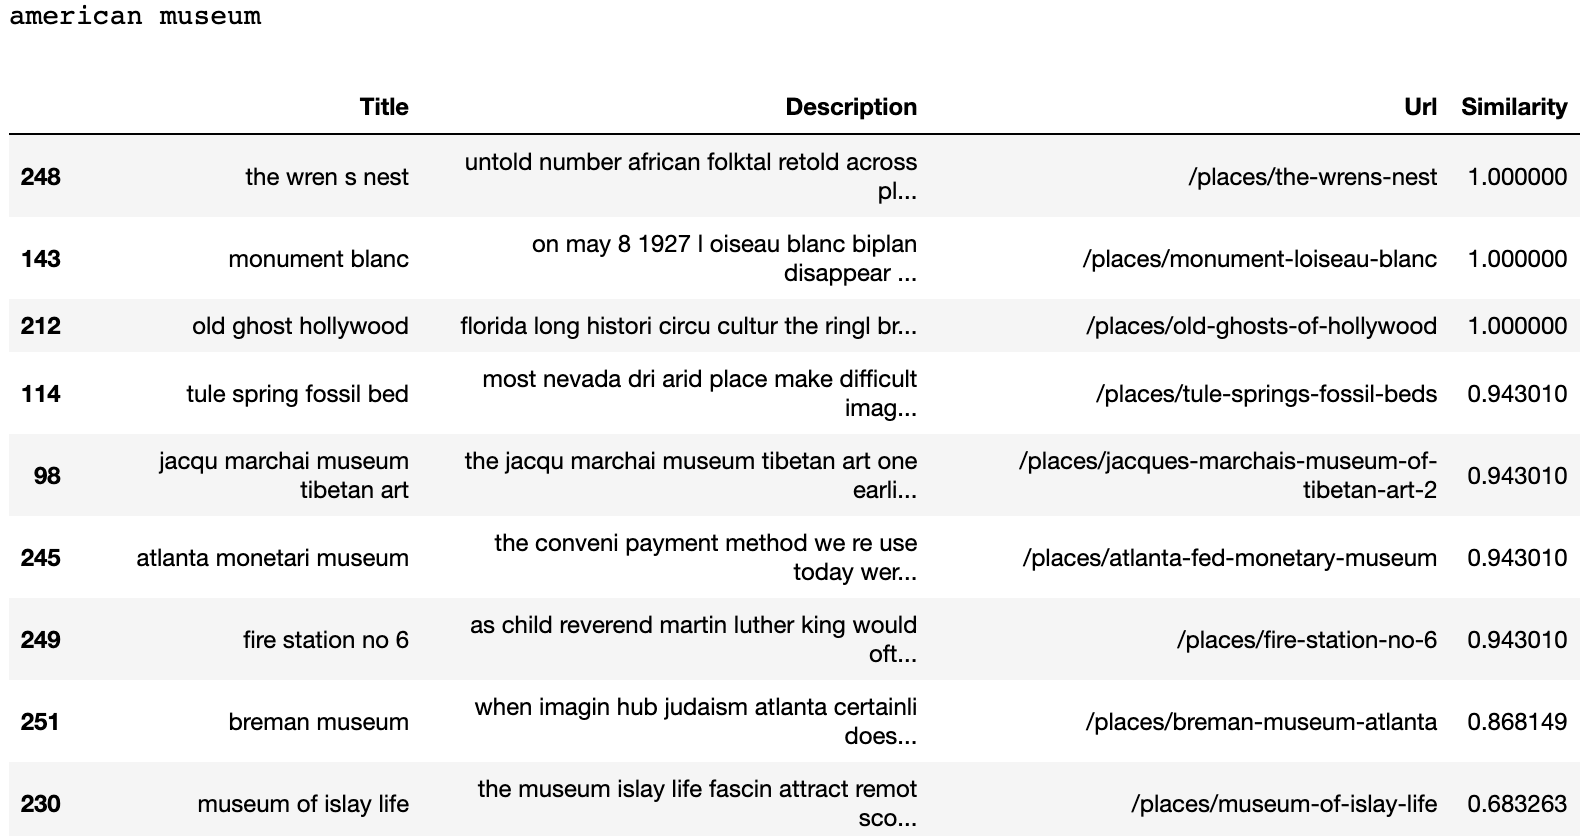 american museum
Title Description Url Similarity
248 the wren s nest untold number african folktal retold across pl... /places/the-wrens-nest 1.000000
143 monument blanc on may 8 1927 l oiseau blanc biplan disappear ... /places/monument-loiseau-blanc 1.000000
212 old ghost hollywood florida long histori circu cultur the ringl br... /places/old-ghosts-of-hollywood 1.000000
114 tule spring fossil bed most nevada dri arid place make difficult imag... /places/tule-springs-fossil-beds 0.943010
98 jacqu marchai museum tibetan art the jacqu marchai museum tibetan art one earli... /places/jacques-marchais-museum-of-tibetan-art-2 0.943010
245 atlanta monetari museum the conveni payment method we re use today wer... /places/atlanta-fed-monetary-museum 0.943010
249 fire station no 6 as child reverend martin luther king would oft... /places/fire-station-no-6 0.943010
251 breman museum when imagin hub judaism atlanta certainli does... /places/breman-museum-atlanta 0.868149
230 museum of islay life the museum islay life fascin attract remot sco... /places/museum-of-islay-life 0.683263